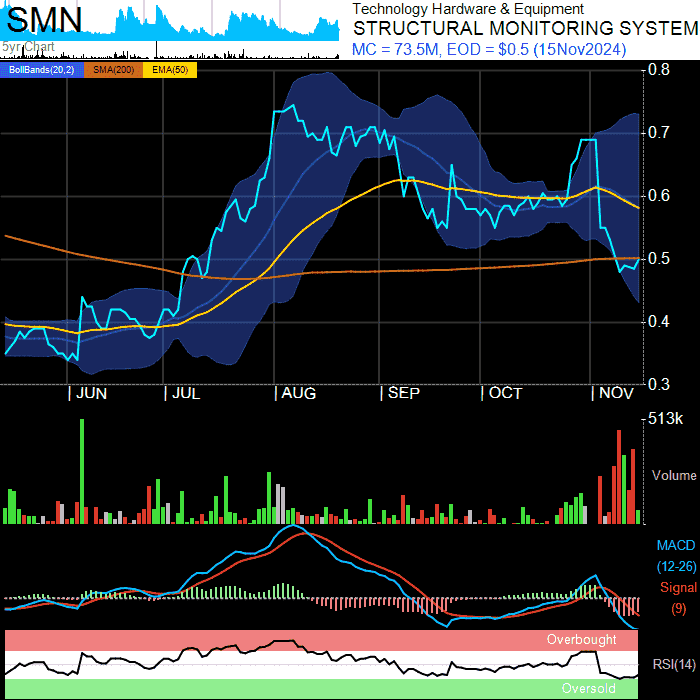 SMN
5yr Chart
Technology Hardware & Equipment
STRUCTURAL MONITORING SYSTEM
MC = 73.5M, EOD = $0.5 (15Nov2024)
BollBands(20,2) SMA(200) EMA(50)
0.8
0.7
0.6
0.5
0.4
0.3
JUN JUL AUG SEP OCT NOV
513k
Volume
MACD
(12-26)
Signal
(9)
Overbought
RSI(14)
Oversold